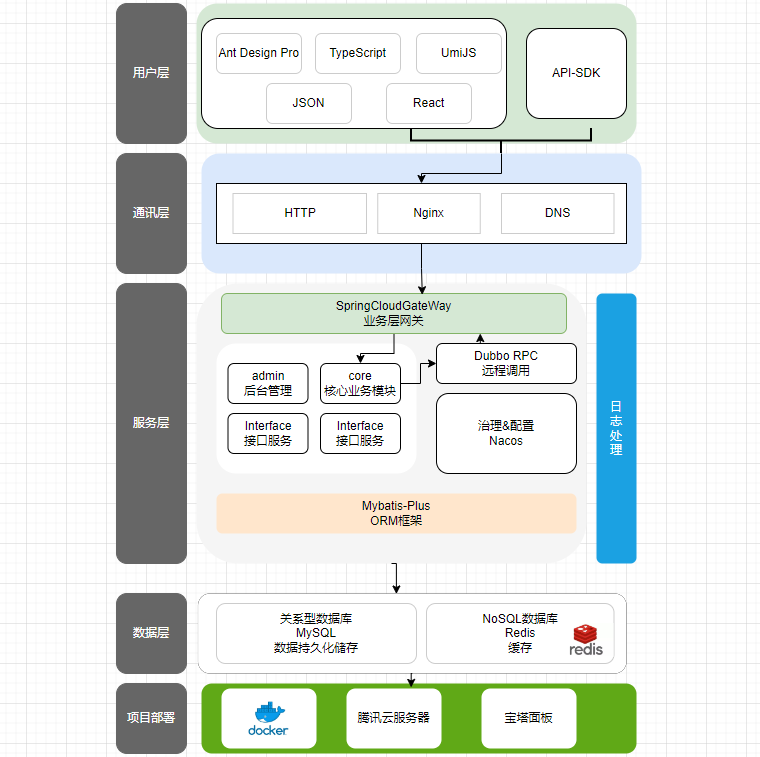 用户层
Ant Design Pro
TypeScript
UmiJS
JSON
React
API-SDK
通讯层
HTTP
Nginx
DNS
服务层
SpringCloudGateWay
业务层网关
admin
后台管理
core
核心业务模块
Interface
接口服务
Interface
接口服务
Dubbo RPC
远程调用
治理&配置
Nacos
Mybatis-Plus
ORM框架
日志处理
数据层
关系型数据库
MySQL
数据持久化储存
NoSQL数据库
Redis
缓存
redis
项目部署
docker
腾讯云服务器
宝塔面板